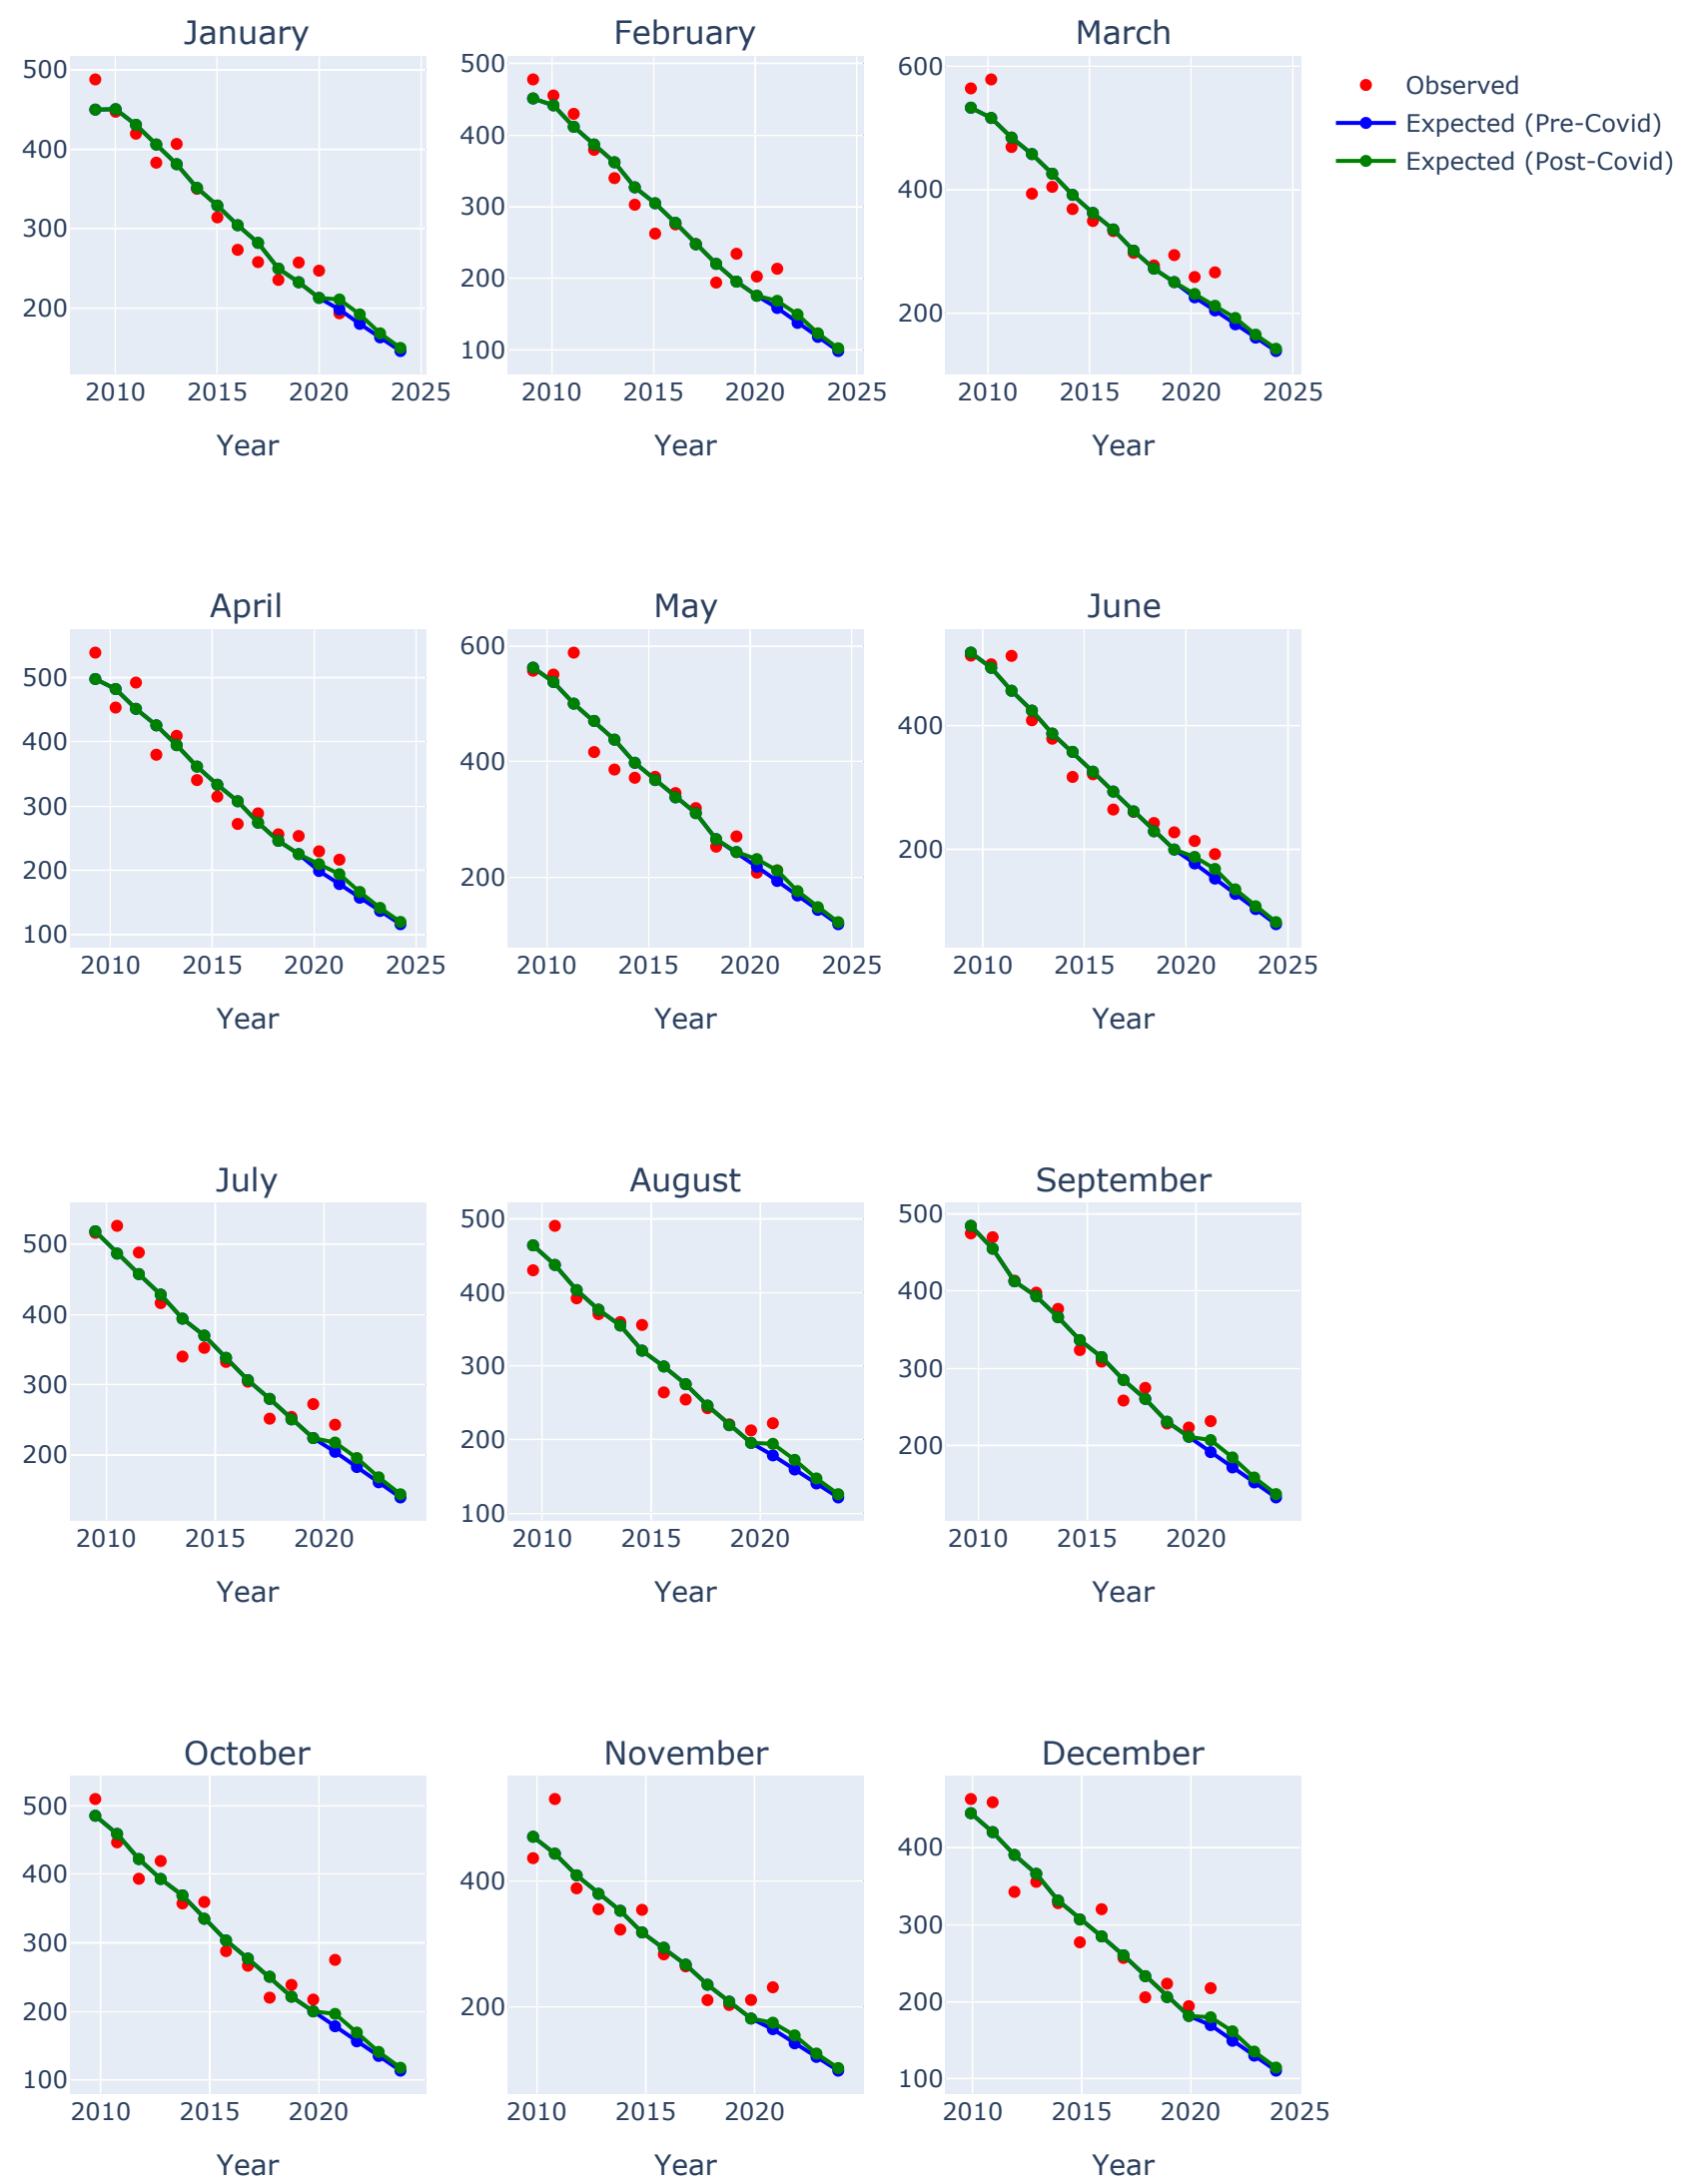 January February March
500
400
300
200
2010 2015 2020 2025
Year
500
400
300
200
100
2010 2015 2020 2025
Year
600
400
200
2010 2015 2020 2025
Year
Observed
Expected (Pre-Covid)
Expected (Post-Covid)
April May June
500
400
300
200
100
2010 2015 2020 2025
Year
600
400
200
2010 2015 2020 2025
Year
400
200
2010 2015 2020 2025
Year
July August September
500
400
300
200
2010 2015 2020
Year
500
400
300
200
100
2010 2015 2020
Year
500
400
300
200
2010 2015 2020
Year
October November December
500
400
300
200
100
2010 2015 2020
Year
400
200
2010 2015 2020
Year
400
300
200
100
2010 2015 2020 2025
Year